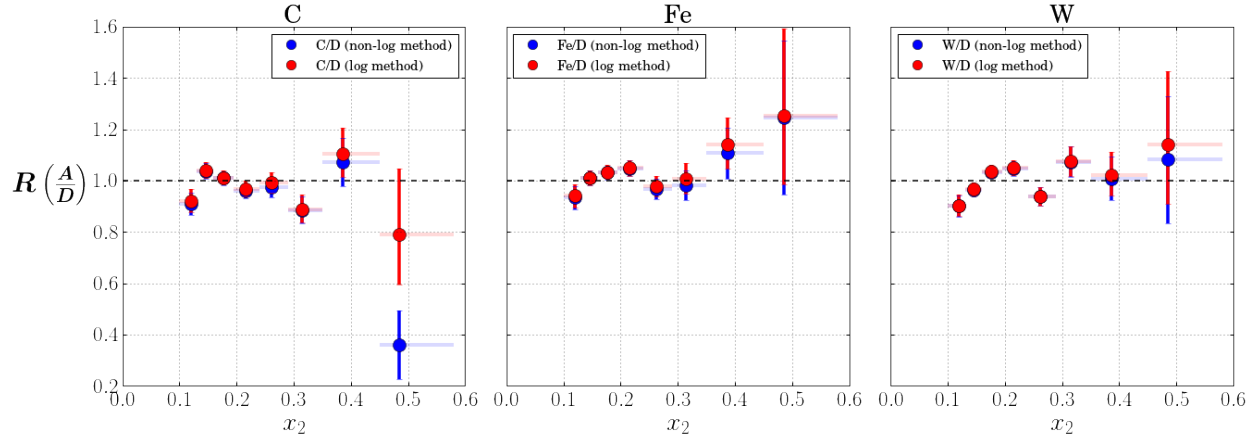 C
Fe
W
R(A/D)
1.6
1.4
1.2
1.0
0.8
0.6
0.4
0.2
C/D (non-log method)
C/D (log method)
Fe/D (non-log method)
Fe/D (log method)
W/D (non-log method)
W/D (log method)
0.0 0.1 0.2 0.3 0.4 0.5 0.6
0.0 0.1 0.2 0.3 0.4 0.5 0.6
0.0 0.1 0.2 0.3 0.4 0.5 0.6
x₂
x₂
x₂